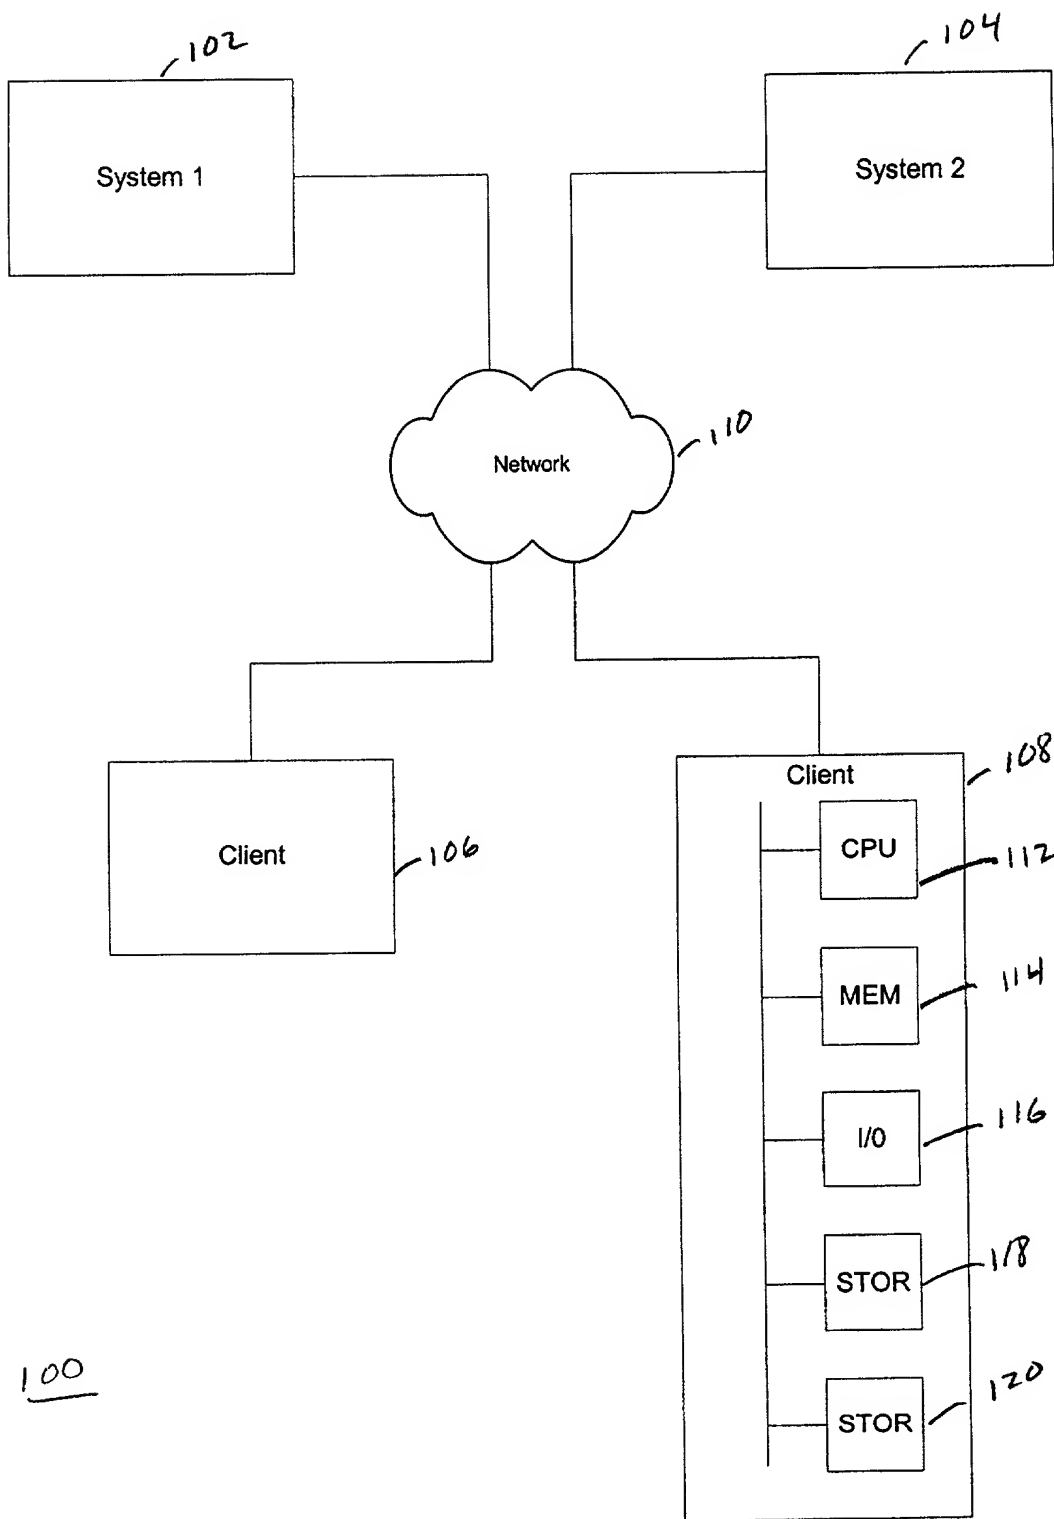 102
104
System 1
System 2
110
Network
108
Client
Client
106
CPU
112
MEM
114
I/0
116
STOR
118
100
STOR
120